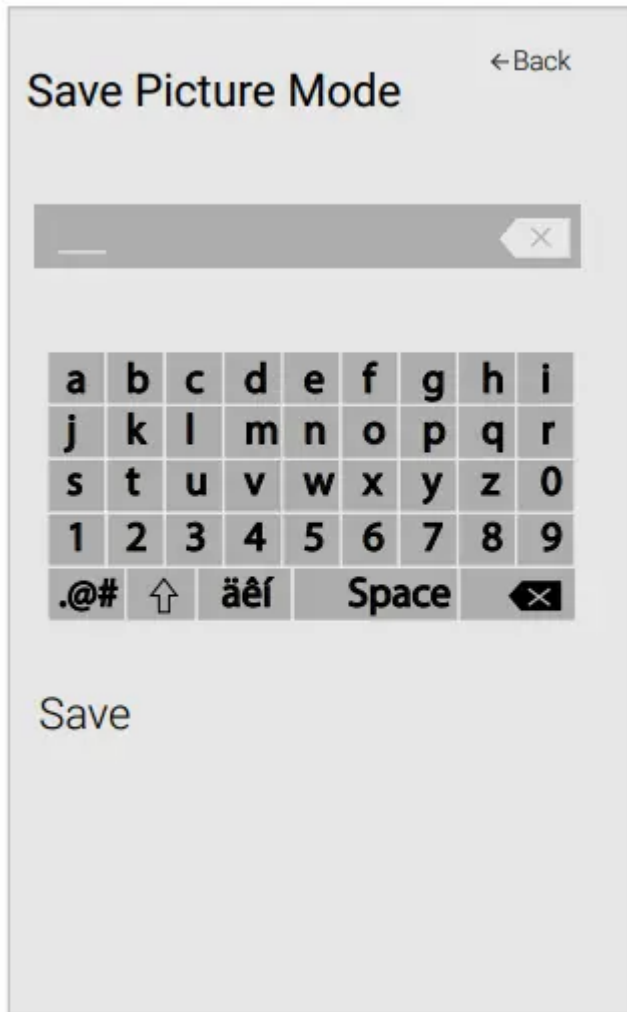 ←Back
Save Picture Mode
a b c d e f g h i
j k l m n o p q r
s t u v w x y z 0
1 2 3 4 5 6 7 8 9
.@# ⇧ äêí Space
Save